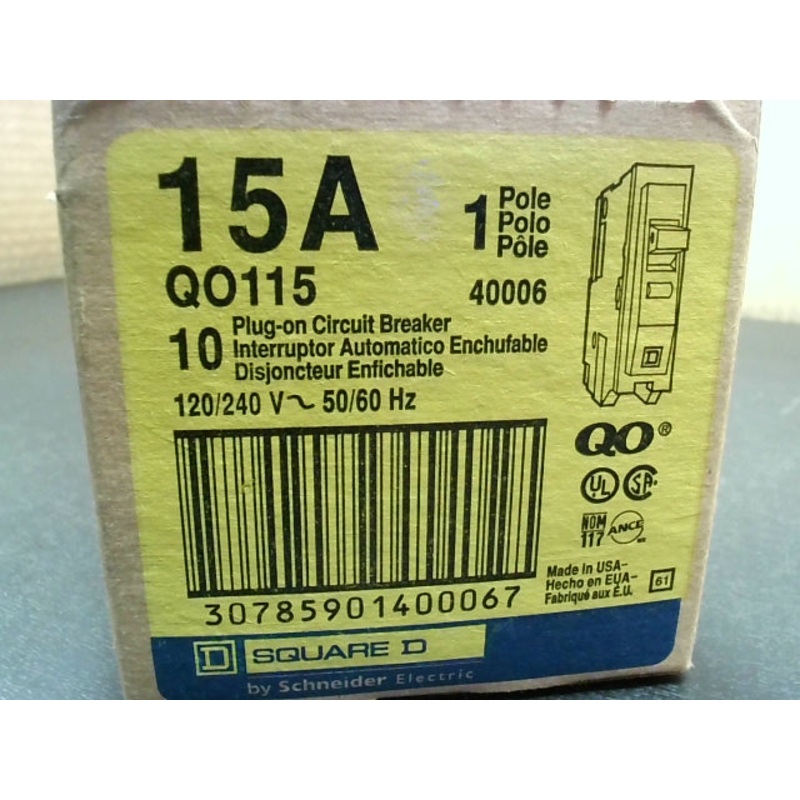 15A
1 Pole
Polo
Pôle
QO115
40006
10 Plug-on Circuit Breaker
Interruptor Automatico Enchufable
Disjoncteur Enfichable
120/240 V~ 50/60 Hz
QO®
UL
SA
NOM
117
ANCE
Made in USA-
Hecho en EUA-
Fabriqué aux É.U.
61
30785901400067
D SQUARE D
by Schneider Electric